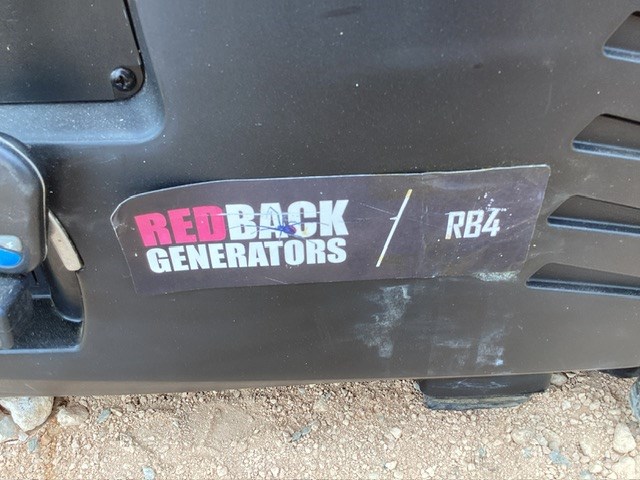 REDBACK
GENERATORS
/ RB4